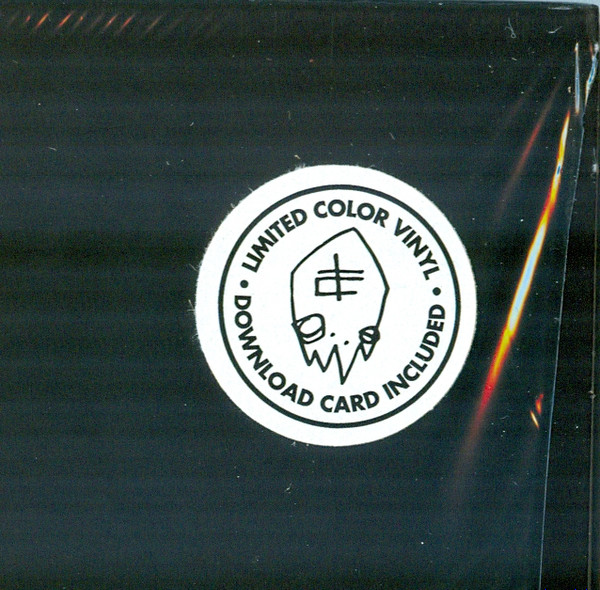 • LIMITED COLOR VINYL •
DOWNLOAD CARD INCLUDED